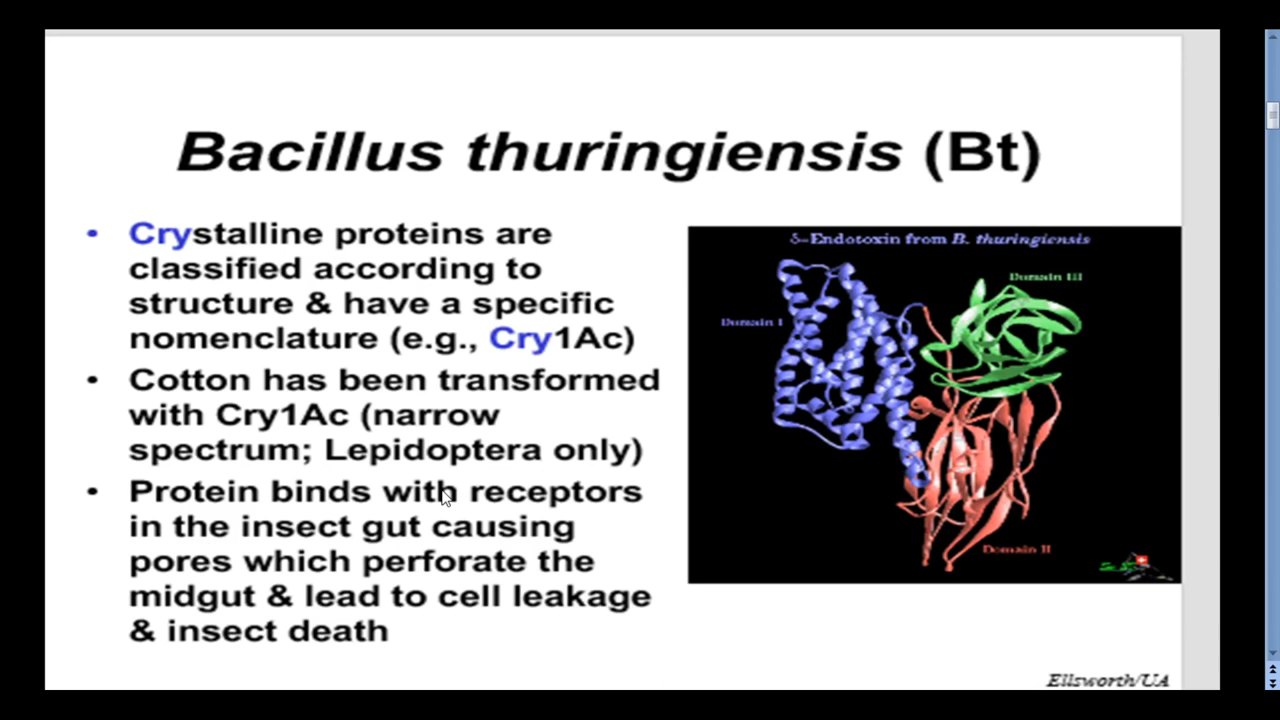 Bacillus thuringiensis (Bt)
• Crystalline proteins are
classified according to
structure & have a specific
nomenclature (e.g., Cry1Ac)
• Cotton has been transformed
with Cry1Ac (narrow
spectrum; Lepidoptera only)
• Protein binds with receptors
in the insect gut causing
pores which perforate the
midgut & lead to cell leakage
& insect death
δ-Endotoxin from B. thuringiensis
Domain III
Domain I
Domain II
Ellsworth/UA